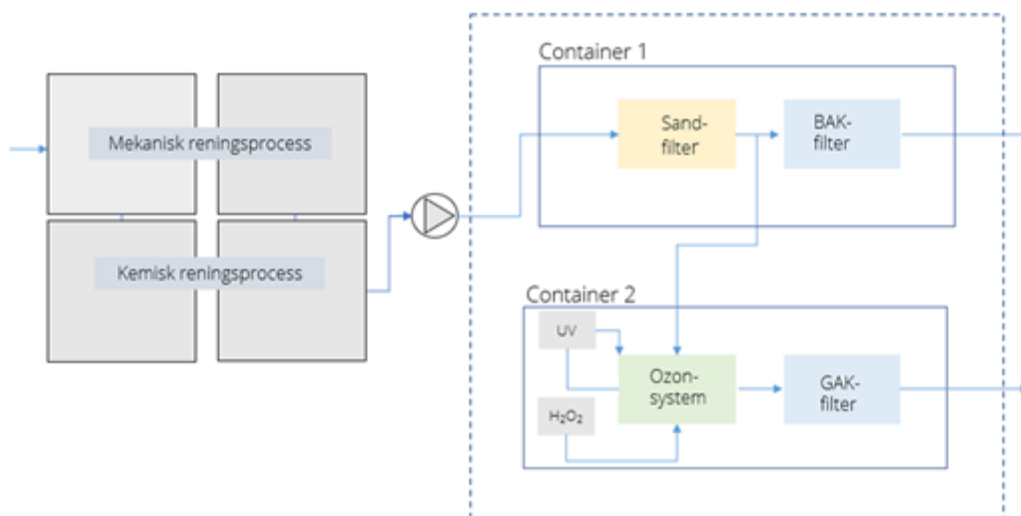 Container 1
Mekanisk reningsprocess
Sand-
filter
BAK-
filter
Kemisk reningsprocess
Container 2
UV
Ozon-
system
GAK-
filter
H₂O₂